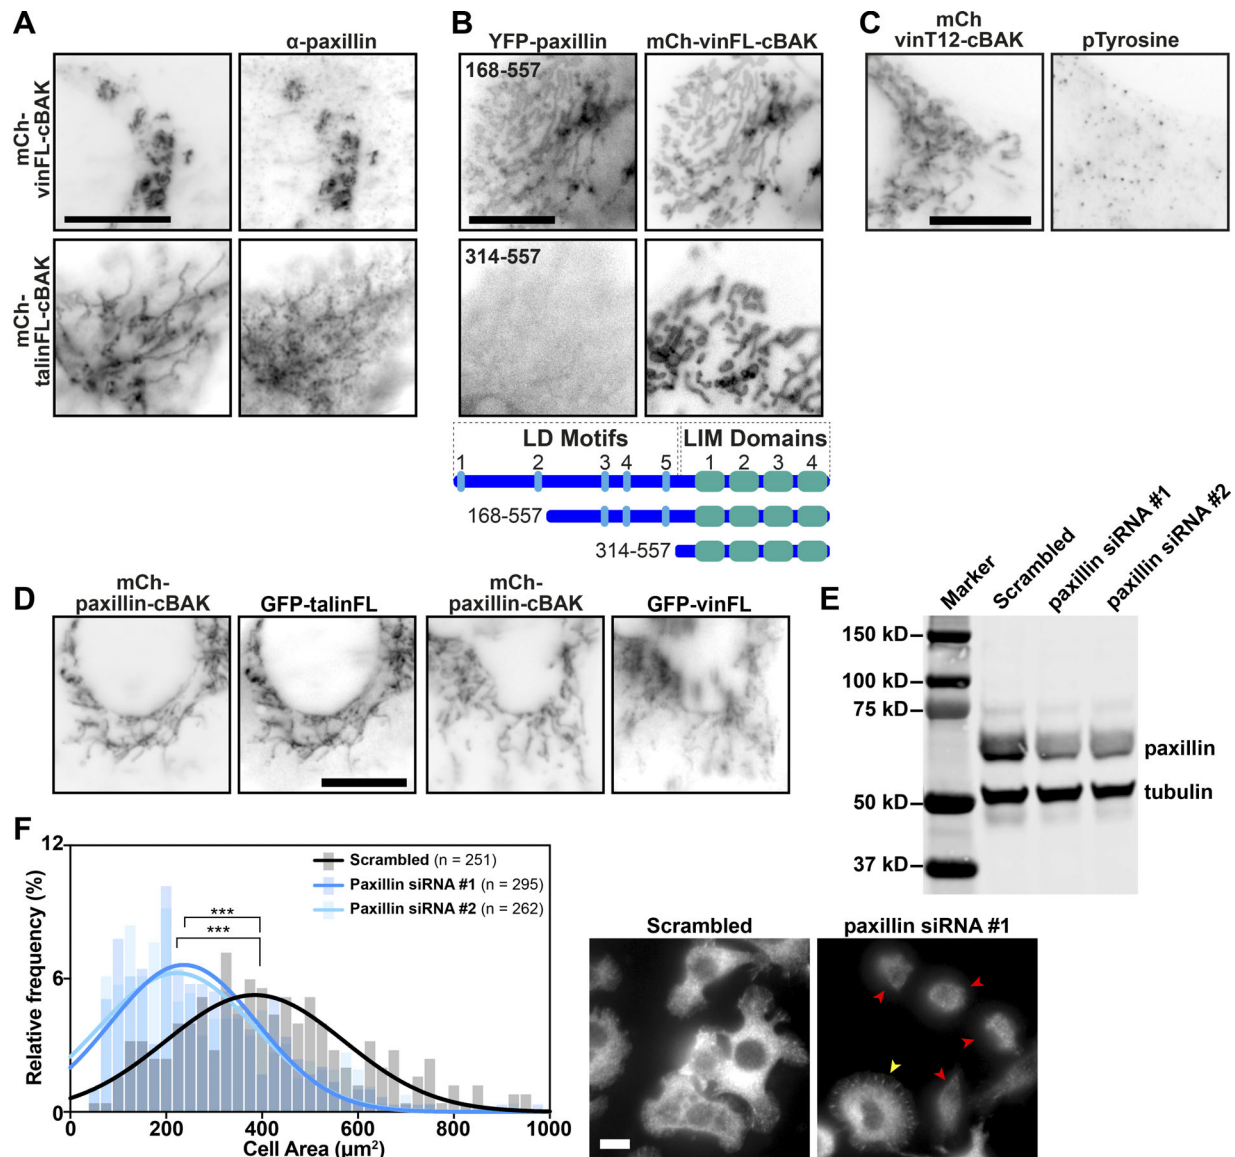 A
α-paxillin
mCh-
vinFL-cBAK
mCh-
talinFL-cBAK
B
YFP-paxillin
mCh-vinFL-cBAK
168-557
314-557
LD Motifs
LIM Domains
1 2 3 4 5 1 2 3 4
168-557
314-557
C
mCh
vinT12-cBAK
pTyrosine
D
mCh-
paxillin-cBAK
GFP-talinFL
mCh-
paxillin-cBAK
GFP-vinFL
E
Marker
Scrambled
paxillin siRNA #1
paxillin siRNA #2
150 kD
100 kD
75 kD
50 kD
37 kD
paxillin
tubulin
F
Relative frequency (%)
12
6
0
Scrambled (n = 251)
Paxillin siRNA #1 (n = 295)
Paxillin siRNA #2 (n = 262)
***
***
0 200 400 600 800 1000
Cell Area (µm²)
Scrambled
paxillin siRNA #1